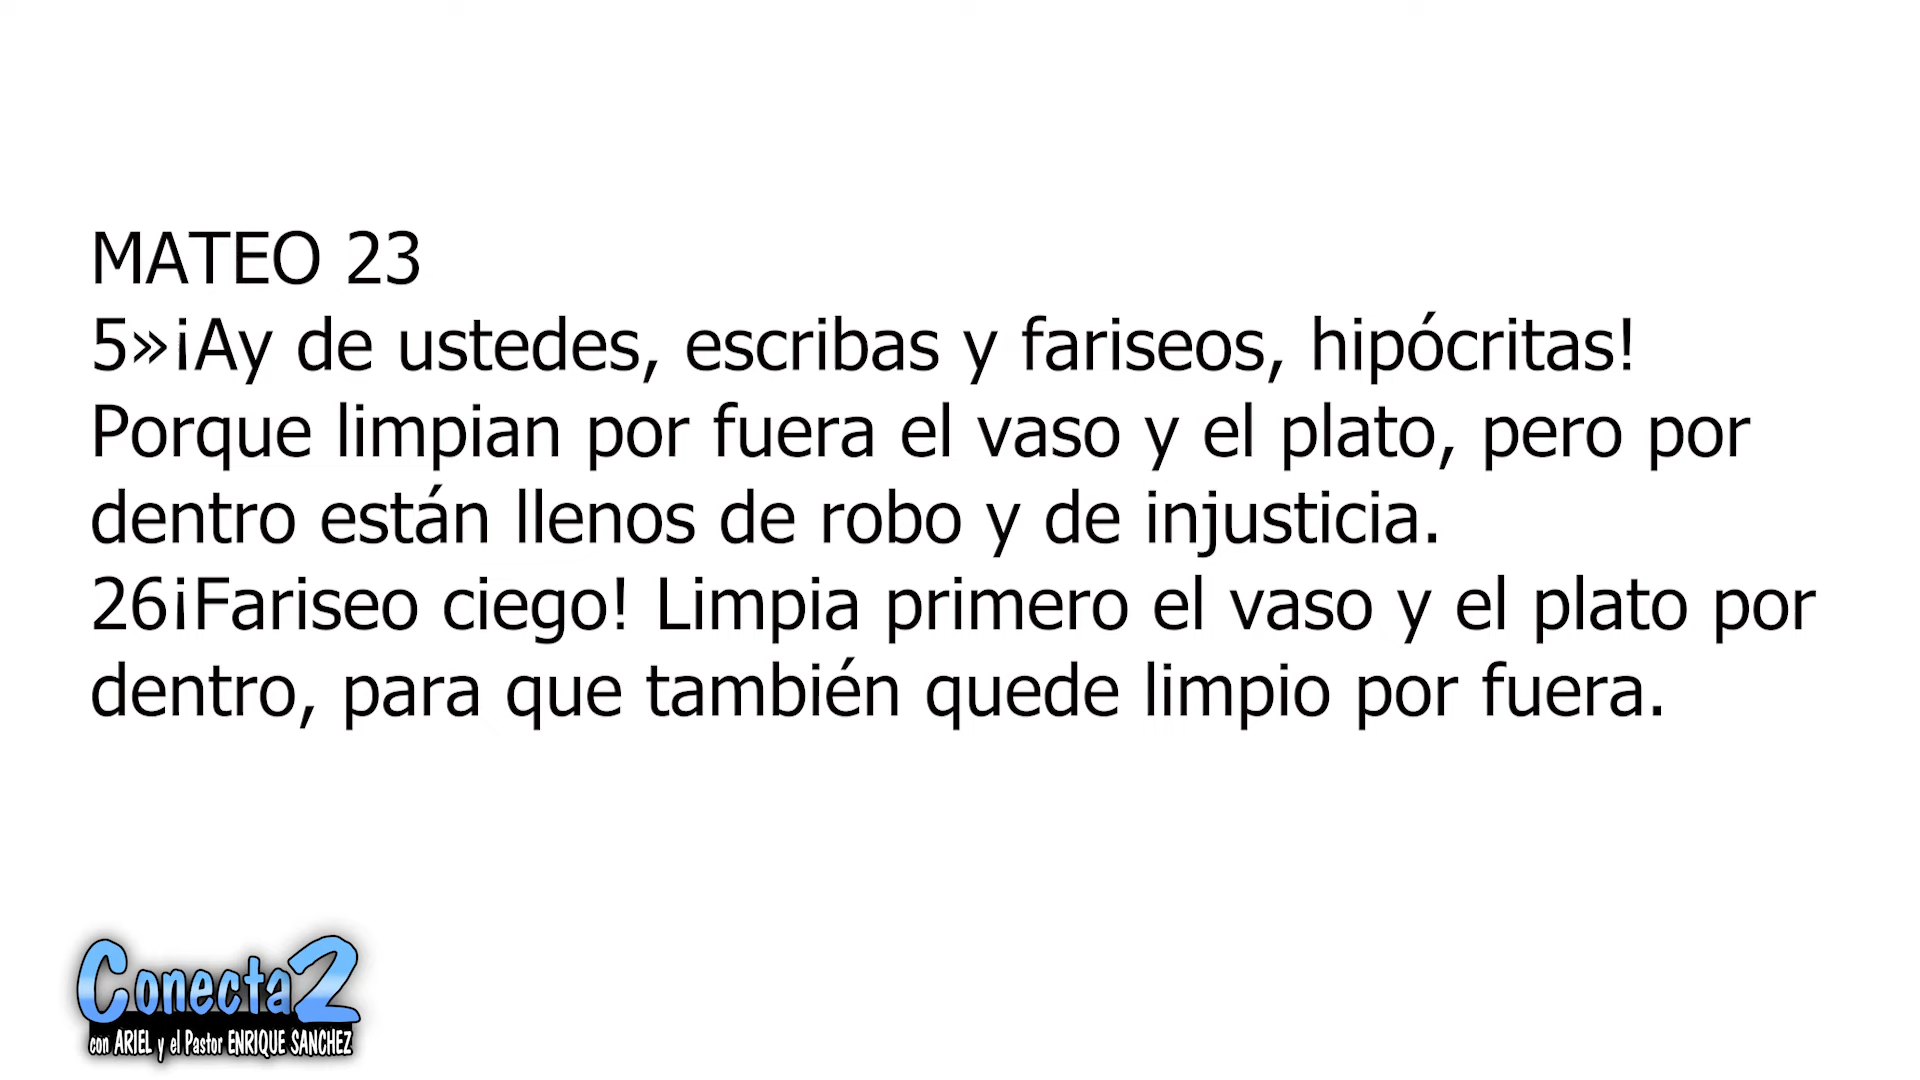 MATEO 23
5»¡Ay de ustedes, escribas y fariseos, hipócritas!
Porque limpian por fuera el vaso y el plato, pero por
dentro están llenos de robo y de injusticia.
26¡Fariseo ciego! Limpia primero el vaso y el plato por
dentro, para que también quede limpio por fuera.
Conecta2
con ARIEL y el Pastor ENRIQUE SANCHEZ